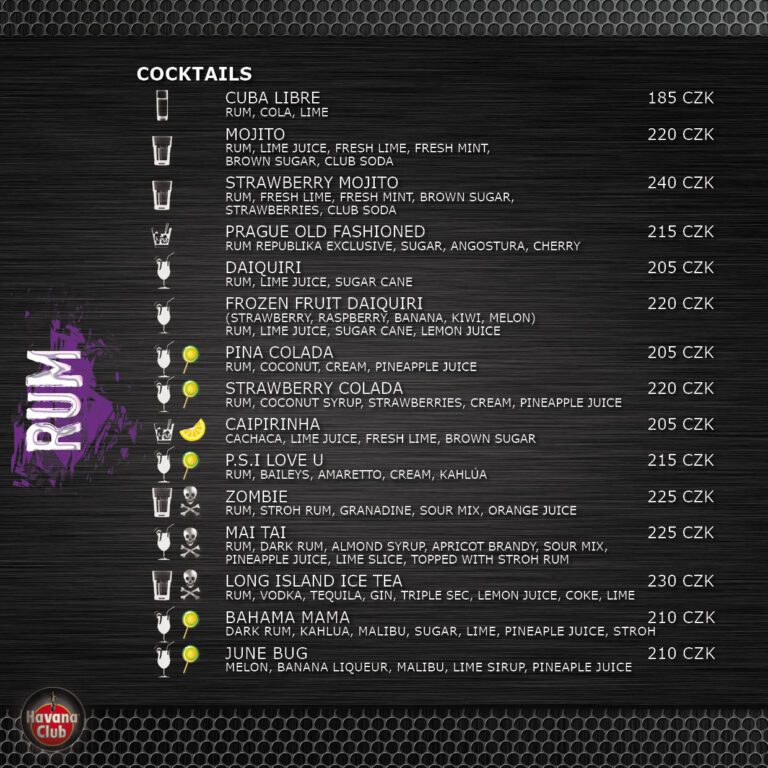 COCKTAILS
CUBA LIBRE 185 CZK
RUM, COLA, LIME
MOJITO 220 CZK
RUM, LIME JUICE, FRESH LIME, FRESH MINT,
BROWN SUGAR, CLUB SODA
STRAWBERRY MOJITO 240 CZK
RUM, FRESH LIME, FRESH MINT, BROWN SUGAR,
STRAWBERRIES, CLUB SODA
PRAGUE OLD FASHIONED 215 CZK
RUM REPUBLIKA EXCLUSIVE, SUGAR, ANGOSTURA, CHERRY
DAIQUIRI 205 CZK
RUM, LIME JUICE, SUGAR CANE
FROZEN FRUIT DAIQUIRI 220 CZK
(STRAWBERRY, RASPBERRY, BANANA, KIWI, MELON)
RUM, LIME JUICE, SUGAR CANE, LEMON JUICE
PINA COLADA 205 CZK
RUM, COCONUT, CREAM, PINEAPPLE JUICE
STRAWBERRY COLADA 220 CZK
RUM, COCONUT SYRUP, STRAWBERRIES, CREAM, PINEAPPLE JUICE
CAIPIRINHA 205 CZK
CACHACA, LIME JUICE, FRESH LIME, BROWN SUGAR
P.S.I LOVE U 215 CZK
RUM, BAILEYS, AMARETTO, CREAM, KAHLÚA
ZOMBIE 225 CZK
RUM, STROH RUM, GRANADINE, SOUR MIX, ORANGE JUICE
MAI TAI 225 CZK
RUM, DARK RUM, ALMOND SYRUP, APRICOT BRANDY, SOUR MIX,
PINEAPPLE JUICE, LIME SLICE, TOPPED WITH STROH RUM
LONG ISLAND ICE TEA 230 CZK
RUM, VODKA, TEQUILA, GIN, TRIPLE SEC, LEMON JUICE, COKE, LIME
BAHAMA MAMA 210 CZK
DARK RUM, KAHLUA, MALIBU, SUGAR, LIME, PINEAPLE JUICE, STROH
JUNE BUG 210 CZK
MELON, BANANA LIQUEUR, MALIBU, LIME SIRUP, PINEAPPLE JUICE
RUM
Havana
Club